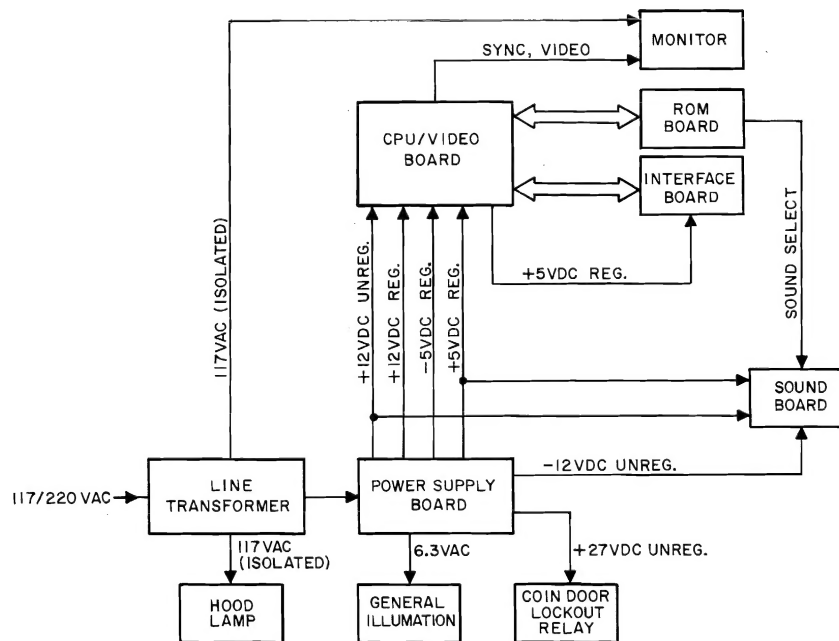 MONITOR
SYNC, VIDEO
CPU/VIDEO
BOARD
ROM
BOARD
INTERFACE
BOARD
117VAC (ISOLATED)
+12VDC UNREG.
+12VDC REG.
-5VDC REG.
+5VDC REG.
+5VDC REG.
SOUND SELECT
SOUND
BOARD
117/220 VAC
LINE
TRANSFORMER
POWER SUPPLY
BOARD
-12VDC UNREG.
117VAC
(ISOLATED)
6.3VAC
+27VDC UNREG.
HOOD
LAMP
GENERAL
ILLUMATION
COIN DOOR
LOCKOUT
RELAY